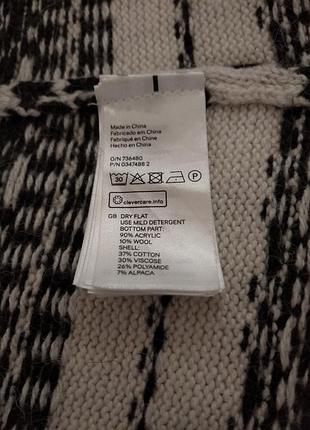 Made in China
Fabricado em China
Fabriqué en Chine
Hecho en China
O/N 736480
P/N 0347488 2
30 P
clevercare.info
GB DRY FLAT
USE MILD DETERGENT
BOTTOM PART:
90% ACRYLIC
10% WOOL
SHELL:
37% COTTON
30% VISCOSE
26% POLYAMIDE
7% ALPACA